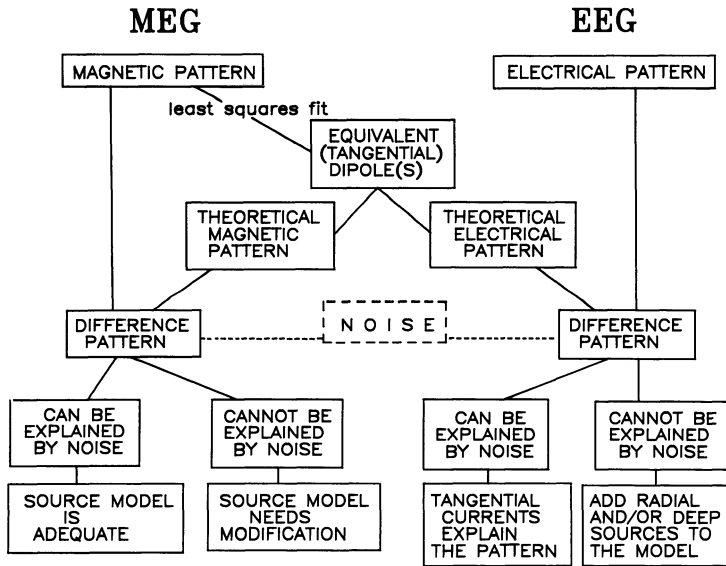 MEG
EEG
MAGNETIC PATTERN
ELECTRICAL PATTERN
least squares fit
EQUIVALENT
(TANGENTIAL)
DIPOLE(S)
THEORETICAL
MAGNETIC
PATTERN
THEORETICAL
ELECTRICAL
PATTERN
DIFFERENCE
PATTERN
NOISE
DIFFERENCE
PATTERN
CAN BE
EXPLAINED
BY NOISE
CANNOT BE
EXPLAINED
BY NOISE
CAN BE
EXPLAINED
BY NOISE
CANNOT BE
EXPLAINED
BY NOISE
SOURCE MODEL
IS
ADEQUATE
SOURCE MODEL
NEEDS
MODIFICATION
TANGENTIAL
CURRENTS
EXPLAIN
THE PATTERN
ADD RADIAL
AND/OR DEEP
SOURCES TO
THE MODEL